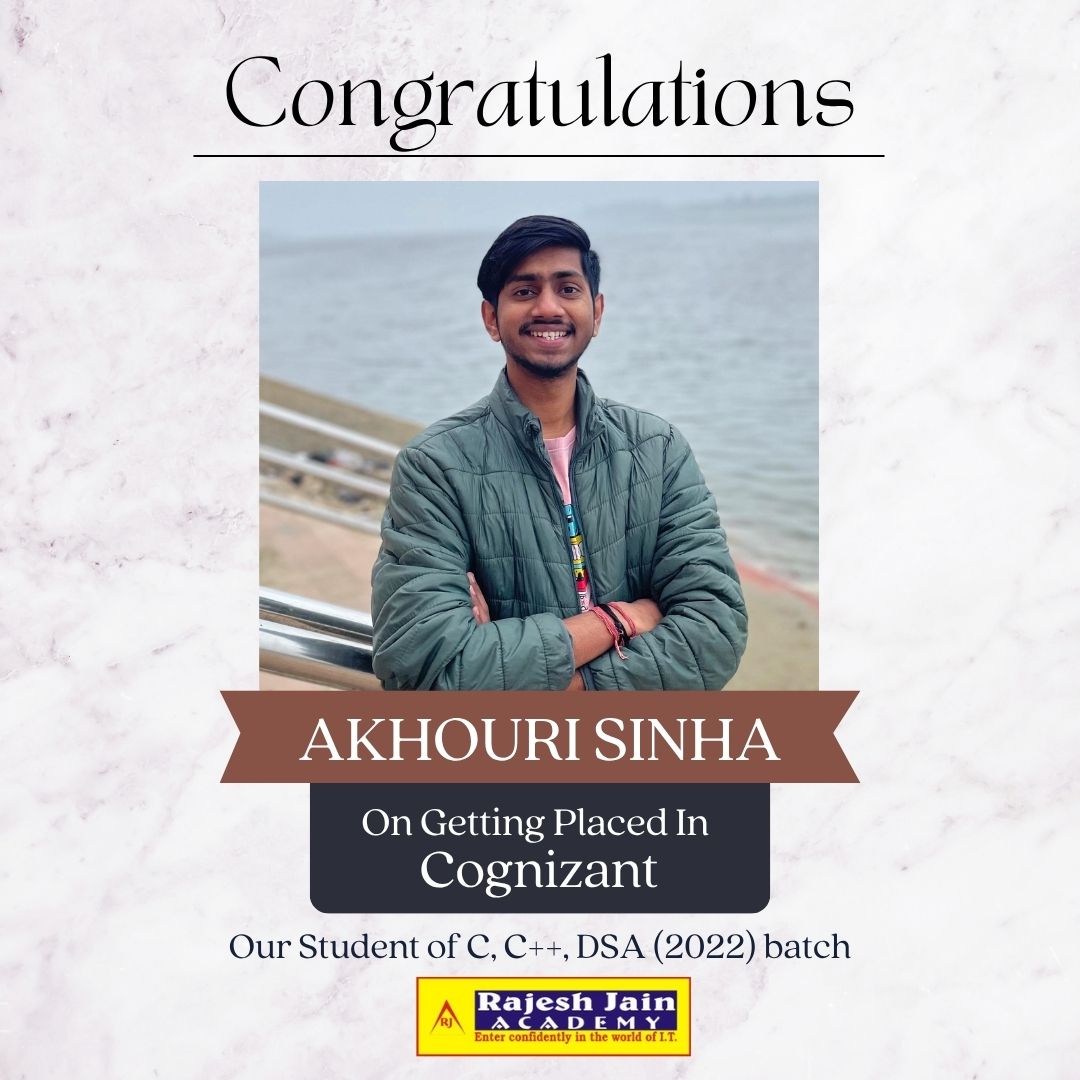 Congratulations
AKHOURI SINHA
On Getting Placed In
Cognizant
Our Student of C, C++, DSA (2022) batch
RJ
Rajesh Jain
ACADEMY
Enter confidently in the world of I.T.